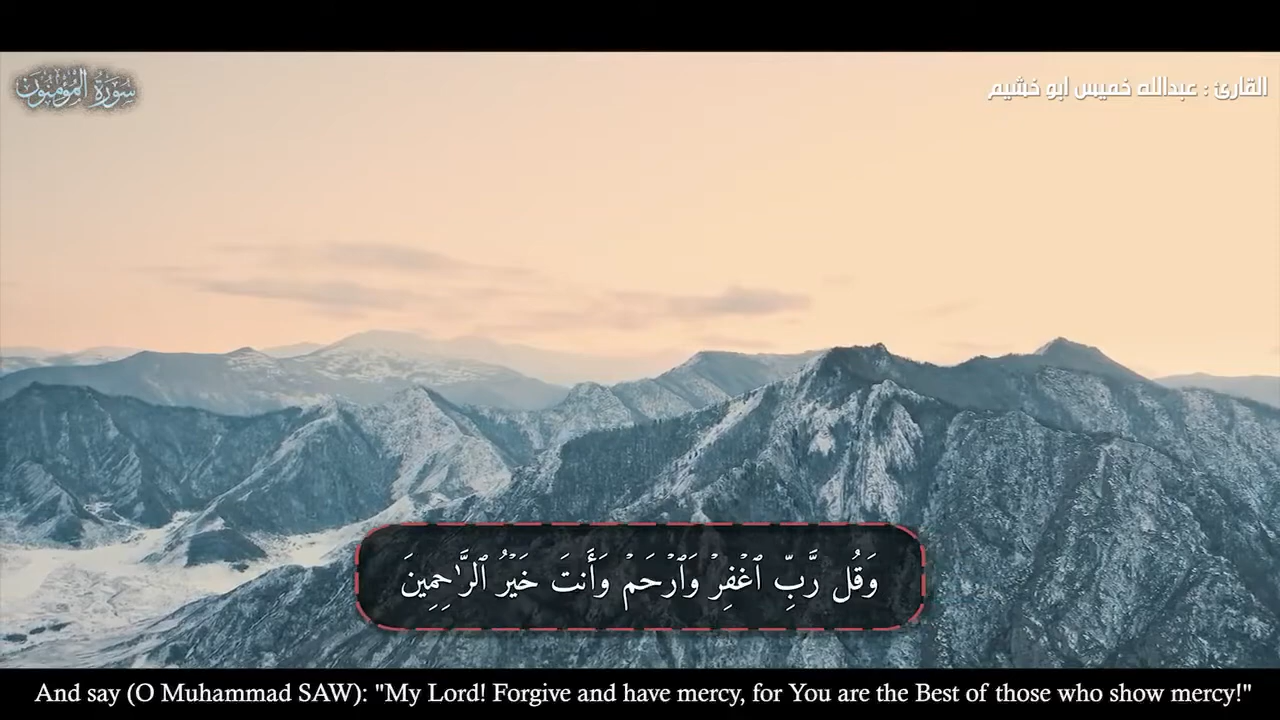 سورة المؤمنون
القارئ : عبدالله خميس ابو خشيم
وَقُل رَّبِّ ٱغْفِرْ وَٱرْحَمْ وَأَنتَ خَيْرُ ٱلرَّٰحِمِينَ
And say (O Muhammad SAW): "My Lord! Forgive and have mercy, for You are the Best of those who show mercy!"